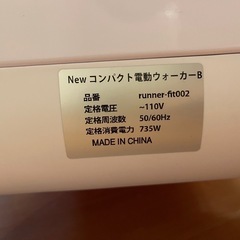 New コンパクト電動ウォーカーB
品番 runner-fit002
定格電圧 ~110V
定格周波数 50/60Hz
定格消費電力 735W
MADE IN CHINA